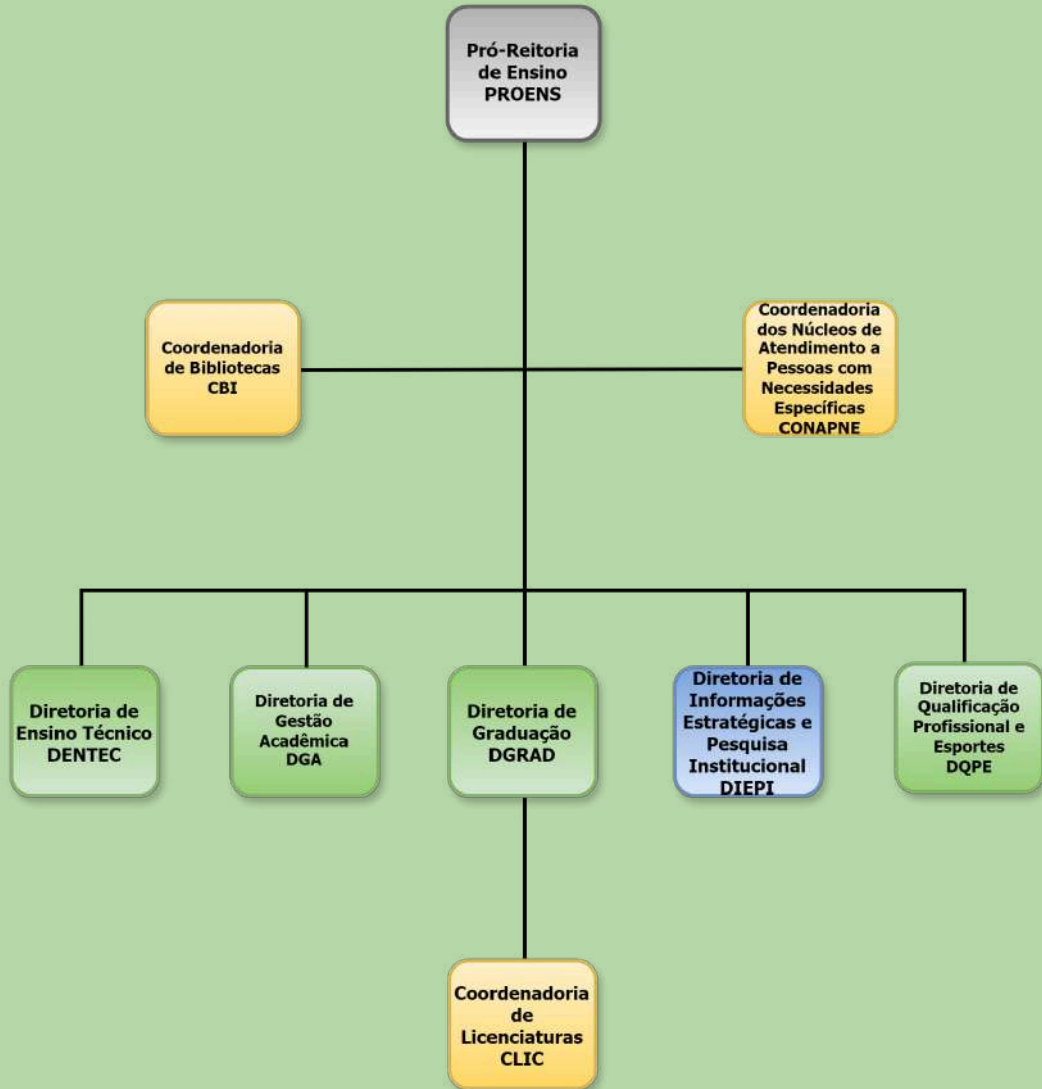 Pró-Reitoria
de Ensino
PROENS
Coordenadoria
de Bibliotecas
CBI
Coordenadoria
dos Núcleos de
Atendimento a
Pessoas com
Necessidades
Específicas
CONAPNE
Diretoria de
Ensino Técnico
DENTEC
Diretoria de
Gestão
Acadêmica
DGA
Diretoria de
Graduação
DGRAD
Diretoria de
Informações
Estratégicas e
Pesquisa
Institucional
DIEPI
Diretoria de
Qualificação
Profissional e
Esportes
DQPE
Coordenadoria
de
Licenciaturas
CLIC